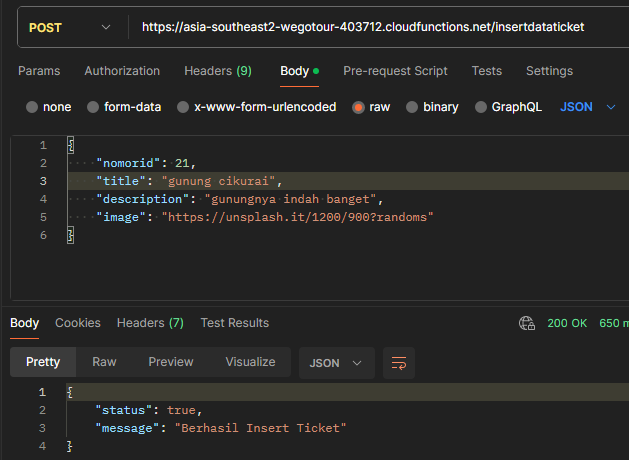 POST https://asia-southeast2-wegotour-403712.cloudfunctions.net/insertdataticket
Params Authorization Headers (9) Body Pre-request Script Tests Settings
none form-data x-www-form-urlencoded raw binary GraphQL JSON
1 {
2 "nomorid": 21,
3 "title": "gunung cikurai",
4 "description": "gunungnya indah banget",
5 "image": "https://unsplash.it/1200/900?randoms"
6 }
Body Cookies Headers (7) Test Results 200 OK 650 m
Pretty Raw Preview Visualize JSON
1 {
2 "status": true,
3 "message": "Berhasil Insert Ticket"
4 }